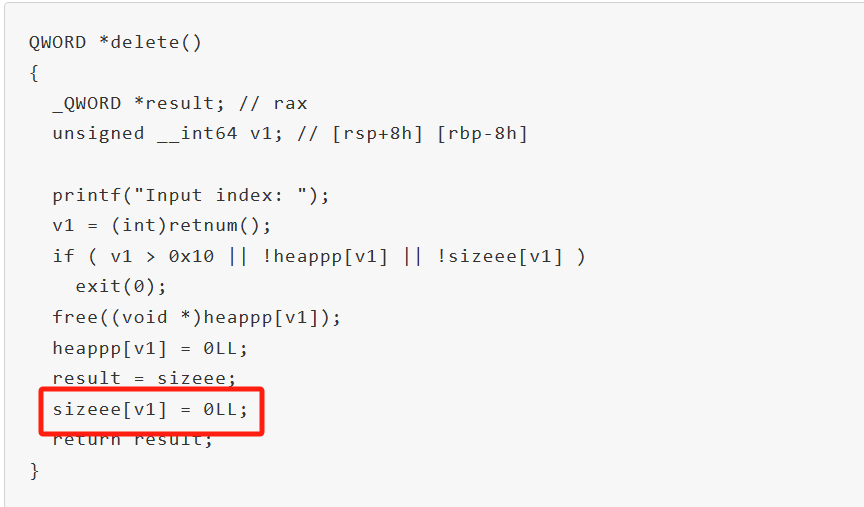 QWORD *delete()
{
  _QWORD *result; // rax
  unsigned __int64 v1; // [rsp+8h] [rbp-8h]

  printf("Input index: ");
  v1 = (int)retnum();
  if ( v1 > 0x10 || !heappp[v1] || !sizeee[v1] )
    exit(0);
  free((void *)heappp[v1]);
  heappp[v1] = 0LL;
  result = sizeee;
  sizeee[v1] = 0LL;
  return result;
}